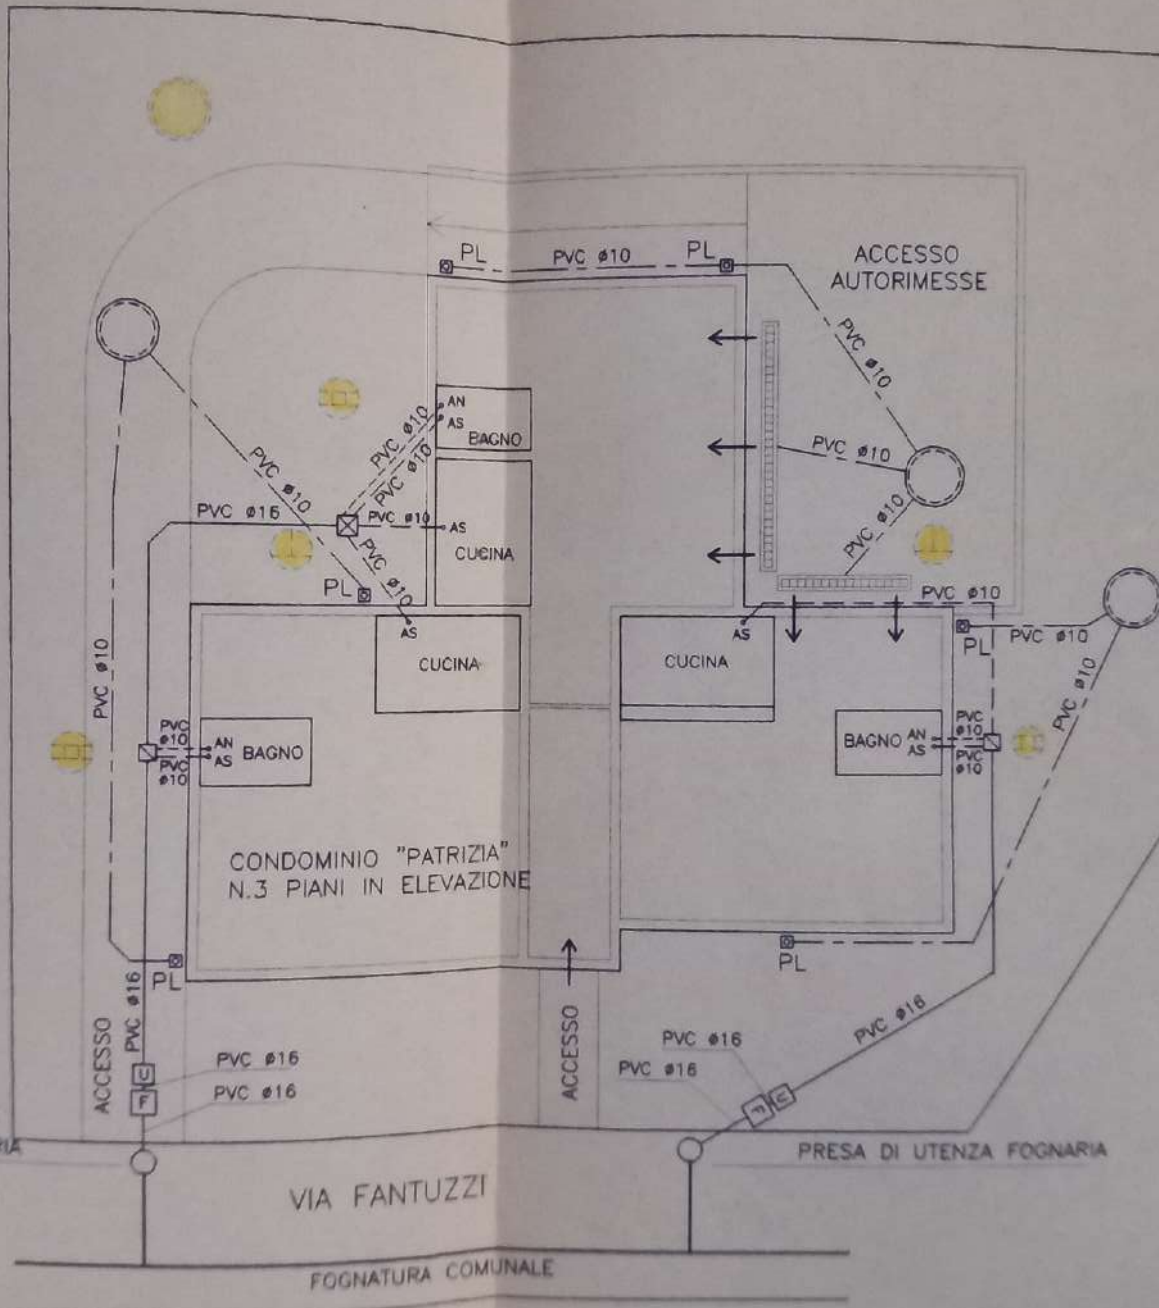 PL
PVC ø10
PL
ACCESSO
AUTORIMESSE
PVC ø10
AN
AS
BAGNO
PVC ø10
PVC ø10
PVC ø10
PVC ø10
PVC ø10
PVC ø16
PVC ø10
AS
CUCINA
PVC ø10
PL
AS
CUCINA
AS
CUCINA
PVC ø10
PL
PVC ø10
PVC ø10
PVC ø10
PVC
ø10
PVC
ø10
AN
AS
BAGNO
BAGNO
AN
AS
PVC
ø10
PVC
ø10
CONDOMINIO "PATRIZIA"
N.3 PIANI IN ELEVAZIONE
PL
PL
PVC ø16
ACCESSO
ACCESSO
PVC ø16
U
F
PVC ø16
PVC ø16
PVC ø16
PVC ø16
U
F
PRESA DI UTENZA FOGNARIA
VIA FANTUZZI
FOGNATURA COMUNALE